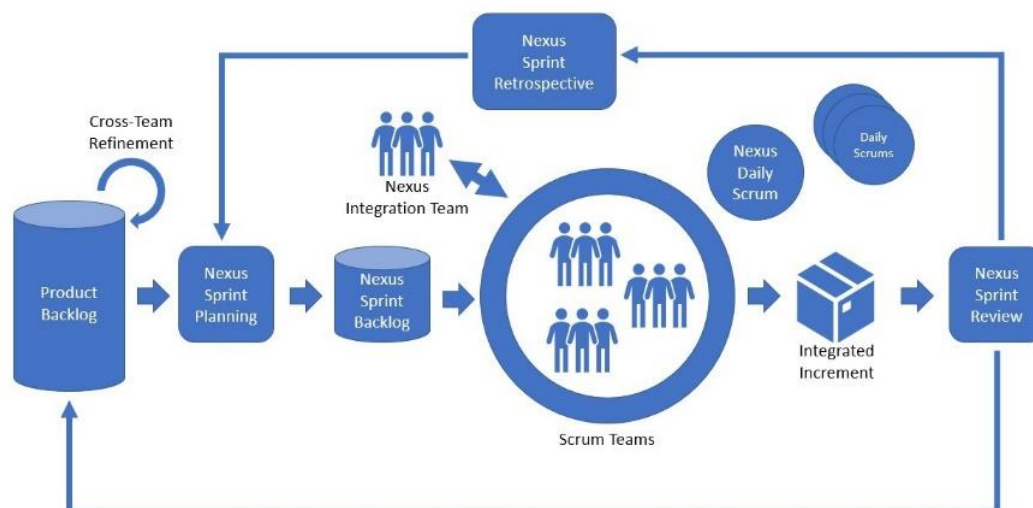 Nexus
Sprint
Retrospective
Cross-Team
Refinement
Nexus
Integration Team
Nexus
Daily
Scrum
Daily
Scrums
Product
Backlog
Nexus
Sprint
Planning
Nexus
Sprint
Backlog
Integrated
Increment
Nexus
Sprint
Review
Scrum Teams